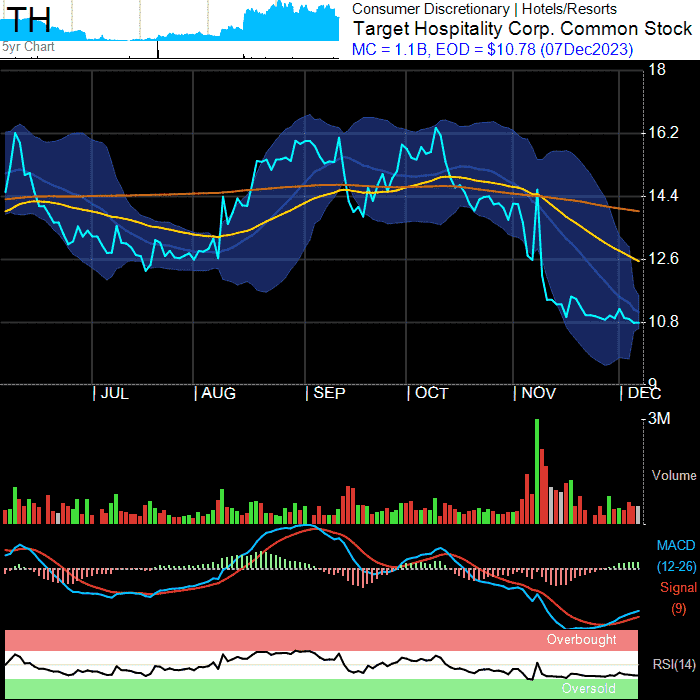 TH
5yr Chart
Consumer Discretionary | Hotels/Resorts
Target Hospitality Corp. Common Stock
MC = 1.1B, EOD = $10.78 (07Dec2023)
18
16.2
14.4
12.6
10.8
9
| JUL | AUG | SEP | OCT | NOV | DEC
3M
Volume
MACD
(12-26)
Signal
(9)
Overbought
RSI(14)
Oversold